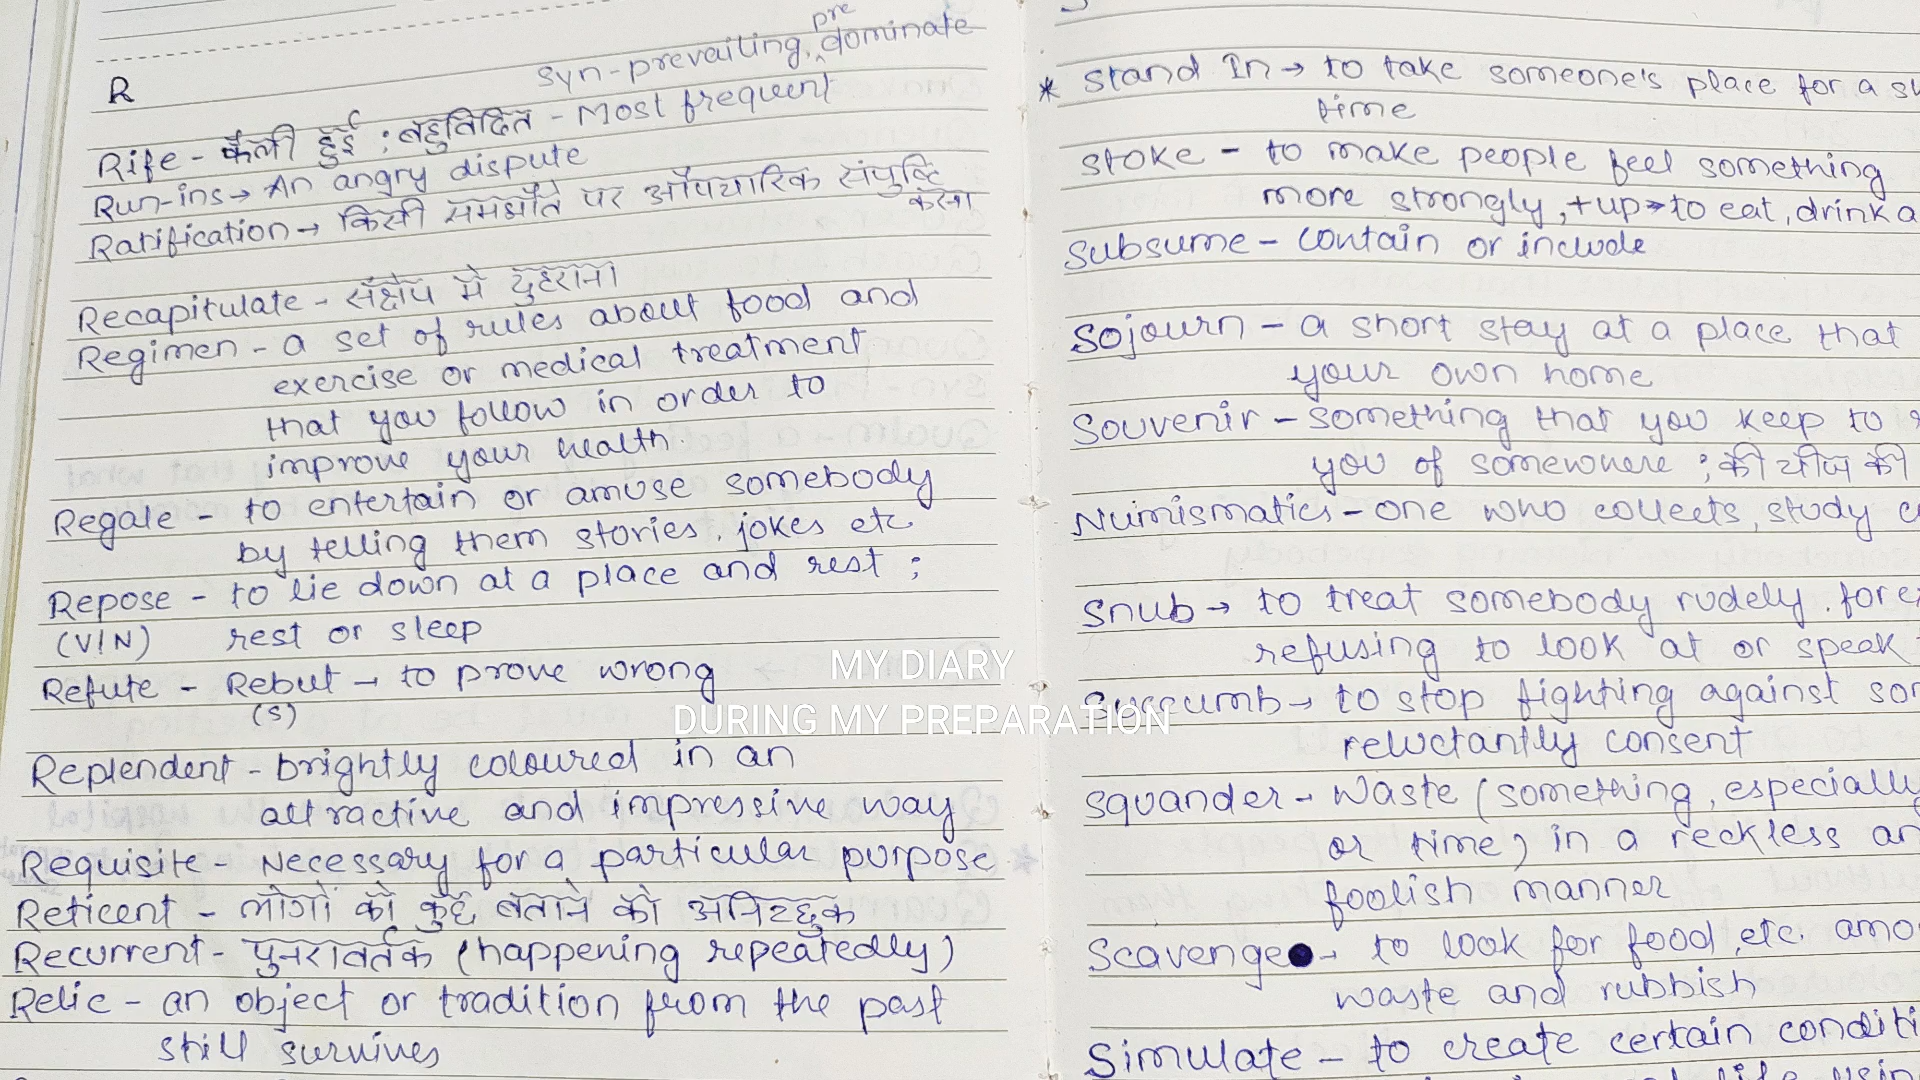 R
syn-prevailing, predominate
Rife - फैली हुई ; बहुविदित - Most frequent
Run-ins → An angry dispute
Ratification → किसी समझौते पर औपचारिक संपुष्टि
करना
Recapitulate - संक्षेप मे दुहराना
Regimen - a set of rules about food and
exercise or medical treatment
that you follow in order to
improve your health.
Regale - to entertain or amuse somebody
by telling them stories, jokes etc
Repose - to lie down at a place and rest ;
(V/N) rest or sleep
Refute - Rebut → to prove wrong
(S)
Replendent - brightly coloured in an
attractive and impressive way
Requisite - Necessary for a particular purpose
Reticent - लोगों को कुछ बताने को अनिच्छुक
Recurrent - पुनरावर्तक (happening repeatedly)
Relic - an object or tradition from the past
still survives
* Stand In → to take someone's place for a
time
Stoke - to make people feel something
more strongly, + up → to eat, drink a
Subsume - contain or include
Sojourn - a short stay at a place that
your own home
Souvenir - something that you keep to
you of somewhere ; की चीज की
Numismatics - one who collects, study
Snub → to treat somebody rudely. for
refusing to look at or speak
Succumb → to stop fighting against
reluctantly consent
Squander - Waste (something, especially
or time) in a reckless
foolish manner
Scavenge - to look for food, etc.
waste and rubbish
Simulate - to create certain
MY DIARY
DURING MY PREPARATION